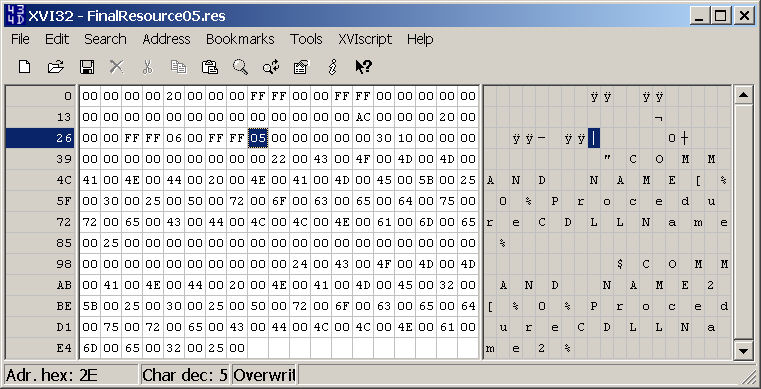 XVI32 - FinalResource05.res
File Edit Search Address Bookmarks Tools XVIscript Help
0 00 00 00 00 20 00 00 00 FF FF 00 00 FF FF 00 00 00 00 00 ÿ ÿ ÿ ÿ
13 00 00 00 00 00 00 00 00 00 00 00 00 00 AC 00 00 00 20 00 ¬
26 00 00 FF FF 06 00 FF FF 05 00 00 00 00 00 30 10 00 00 00 ÿ ÿ – ÿ ÿ | 0 ┼
39 00 00 00 00 00 00 00 00 00 22 00 43 00 4F 00 4D 00 4D 00 " C O M M
4C 41 00 4E 00 44 00 20 00 4E 00 41 00 4D 00 45 00 5B 00 25 A N D N A M E [ %
5F 00 30 00 25 00 50 00 72 00 6F 00 63 00 65 00 64 00 75 00 0 % P r o c e d u
72 72 00 65 00 43 00 44 00 4C 00 4C 00 4E 00 61 00 6D 00 65 r e C D L L N a m e
85 00 25 00 00 00 00 00 00 00 00 00 00 00 00 00 00 00 00 00 %
98 00 00 00 00 00 00 00 00 00 00 24 00 43 00 4F 00 4D 00 4D $ C O M M
AB 00 41 00 4E 00 44 00 20 00 4E 00 41 00 4D 00 45 00 32 00 A N D N A M E 2
BE 5B 00 25 00 30 00 25 00 50 00 72 00 6F 00 63 00 65 00 64 [ % 0 % P r o c e d
D1 00 75 00 72 00 65 00 43 00 44 00 4C 00 4C 00 4E 00 61 00 u r e C D L L N a
E4 6D 00 65 00 32 00 25 00 m e 2 %
Adr. hex: 2E Char dec: 5 Overwri